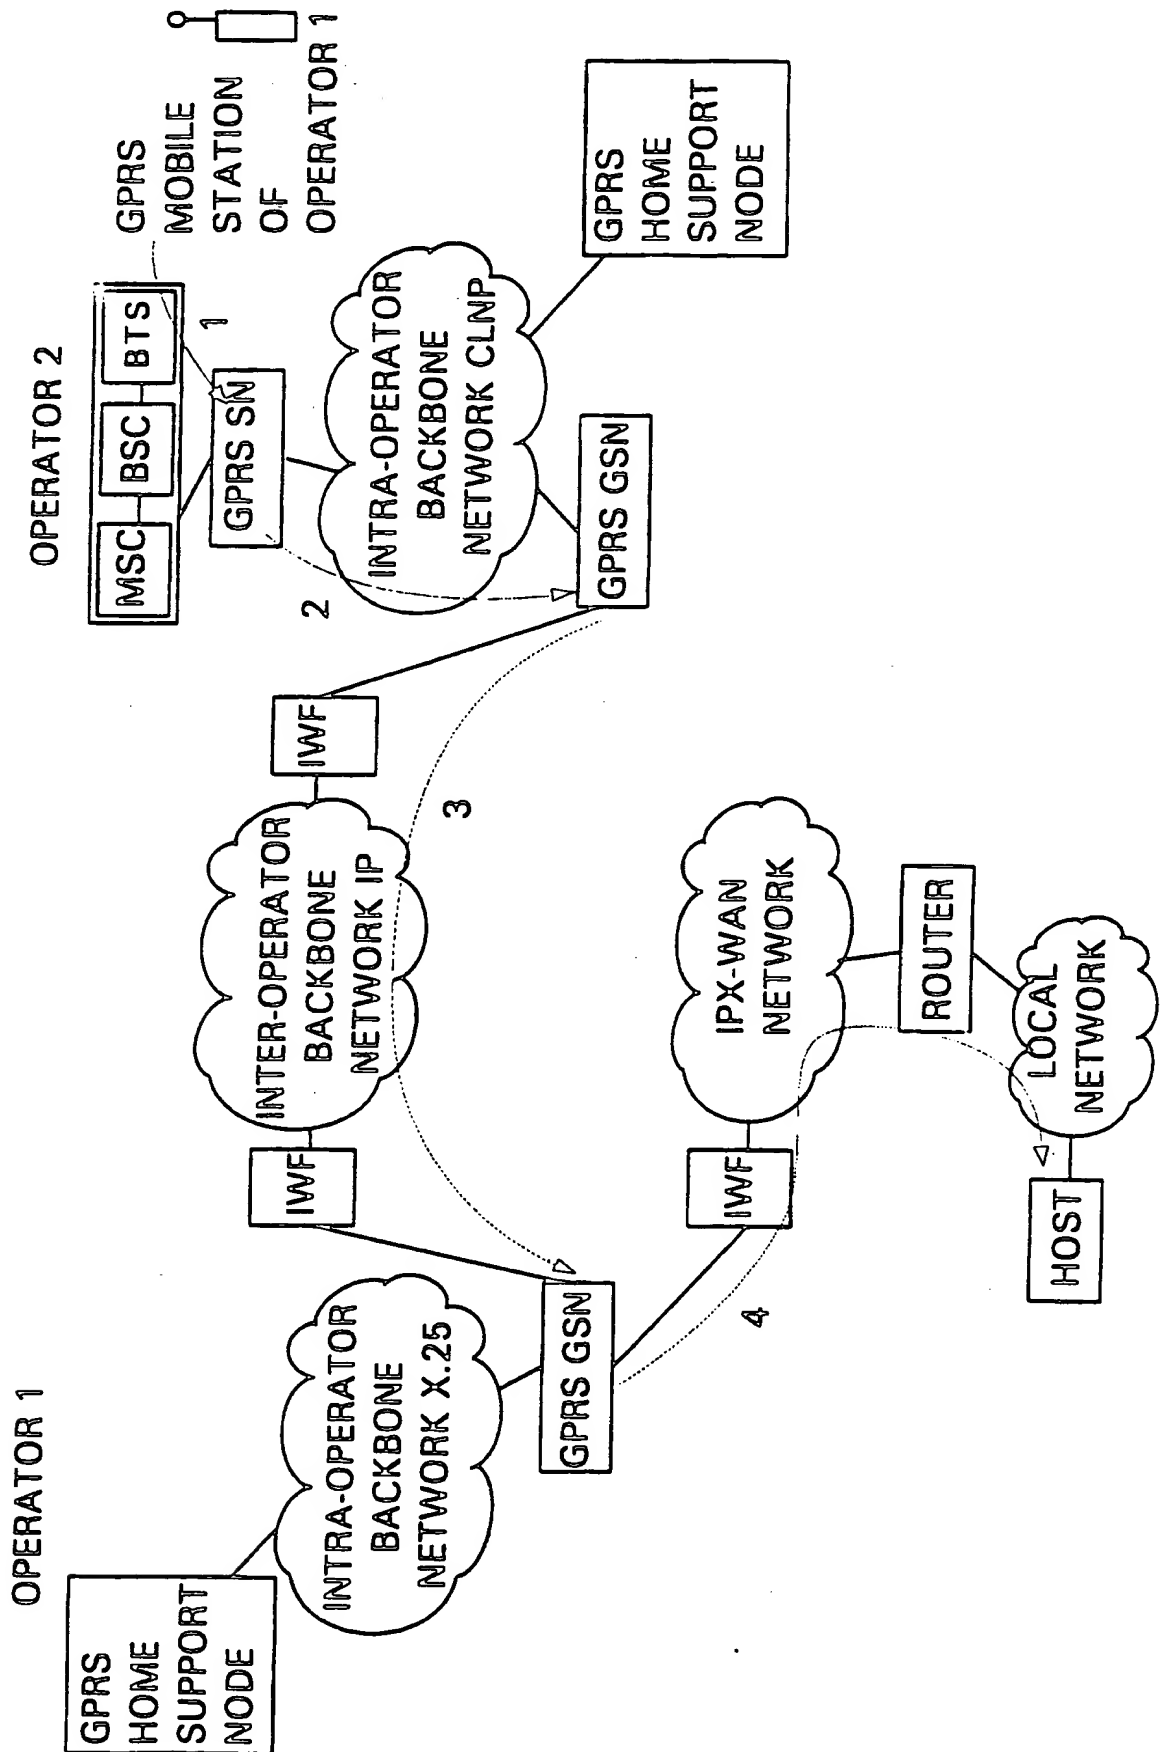 OPERATOR 1
GPRS
HOME
SUPPORT
NODE
INTRA-OPERATOR
BACKBONE
NETWORK X.25
GPRS GSN
IWF
INTER-OPERATOR
BACKBONE
NETWORK IP
IWF
3
OPERATOR 2
MSC
BSC
BTS
1
GPRS SN
2
GPRS
MOBILE
STATION
OF
OPERATOR 1
INTRA-OPERATOR
BACKBONE
NETWORK CLNP
GPRS GSN
GPRS
HOME
SUPPORT
NODE
4
IWF
IPX-WAN
NETWORK
ROUTER
LOCAL
NETWORK
HOST